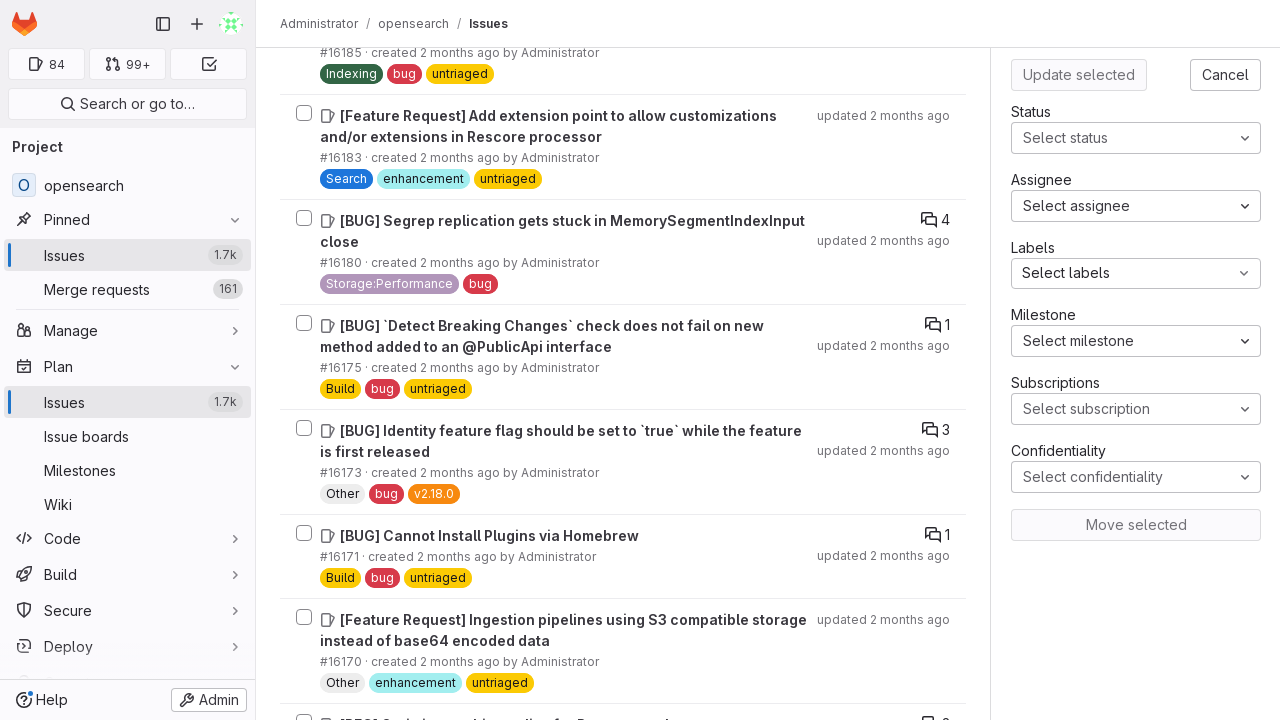 Administrator / opensearch / Issues
84
99+
Search or go to…
Project
O opensearch
Pinned
Issues 1.7k
Merge requests 161
Manage
Plan
Issues 1.7k
Issue boards
Milestones
Wiki
Code
Build
Secure
Deploy
Help
Admin
#16185 · created 2 months ago by Administrator
Indexing bug untriaged
[Feature Request] Add extension point to allow customizations
and/or extensions in Rescore processor
updated 2 months ago
#16183 · created 2 months ago by Administrator
Search enhancement untriaged
[BUG] Segrep replication gets stuck in MemorySegmentIndexInput
close
4
updated 2 months ago
#16180 · created 2 months ago by Administrator
Storage:Performance bug
[BUG] `Detect Breaking Changes` check does not fail on new
method added to an @PublicApi interface
1
updated 2 months ago
#16175 · created 2 months ago by Administrator
Build bug untriaged
[BUG] Identity feature flag should be set to `true` while the feature
is first released
3
updated 2 months ago
#16173 · created 2 months ago by Administrator
Other bug v2.18.0
[BUG] Cannot Install Plugins via Homebrew
1
updated 2 months ago
#16171 · created 2 months ago by Administrator
Build bug untriaged
[Feature Request] Ingestion pipelines using S3 compatible storage
instead of base64 encoded data
updated 2 months ago
#16170 · created 2 months ago by Administrator
Other enhancement untriaged
Update selected
Cancel
Status
Select status
Assignee
Select assignee
Labels
Select labels
Milestone
Select milestone
Subscriptions
Select subscription
Confidentiality
Select confidentiality
Move selected